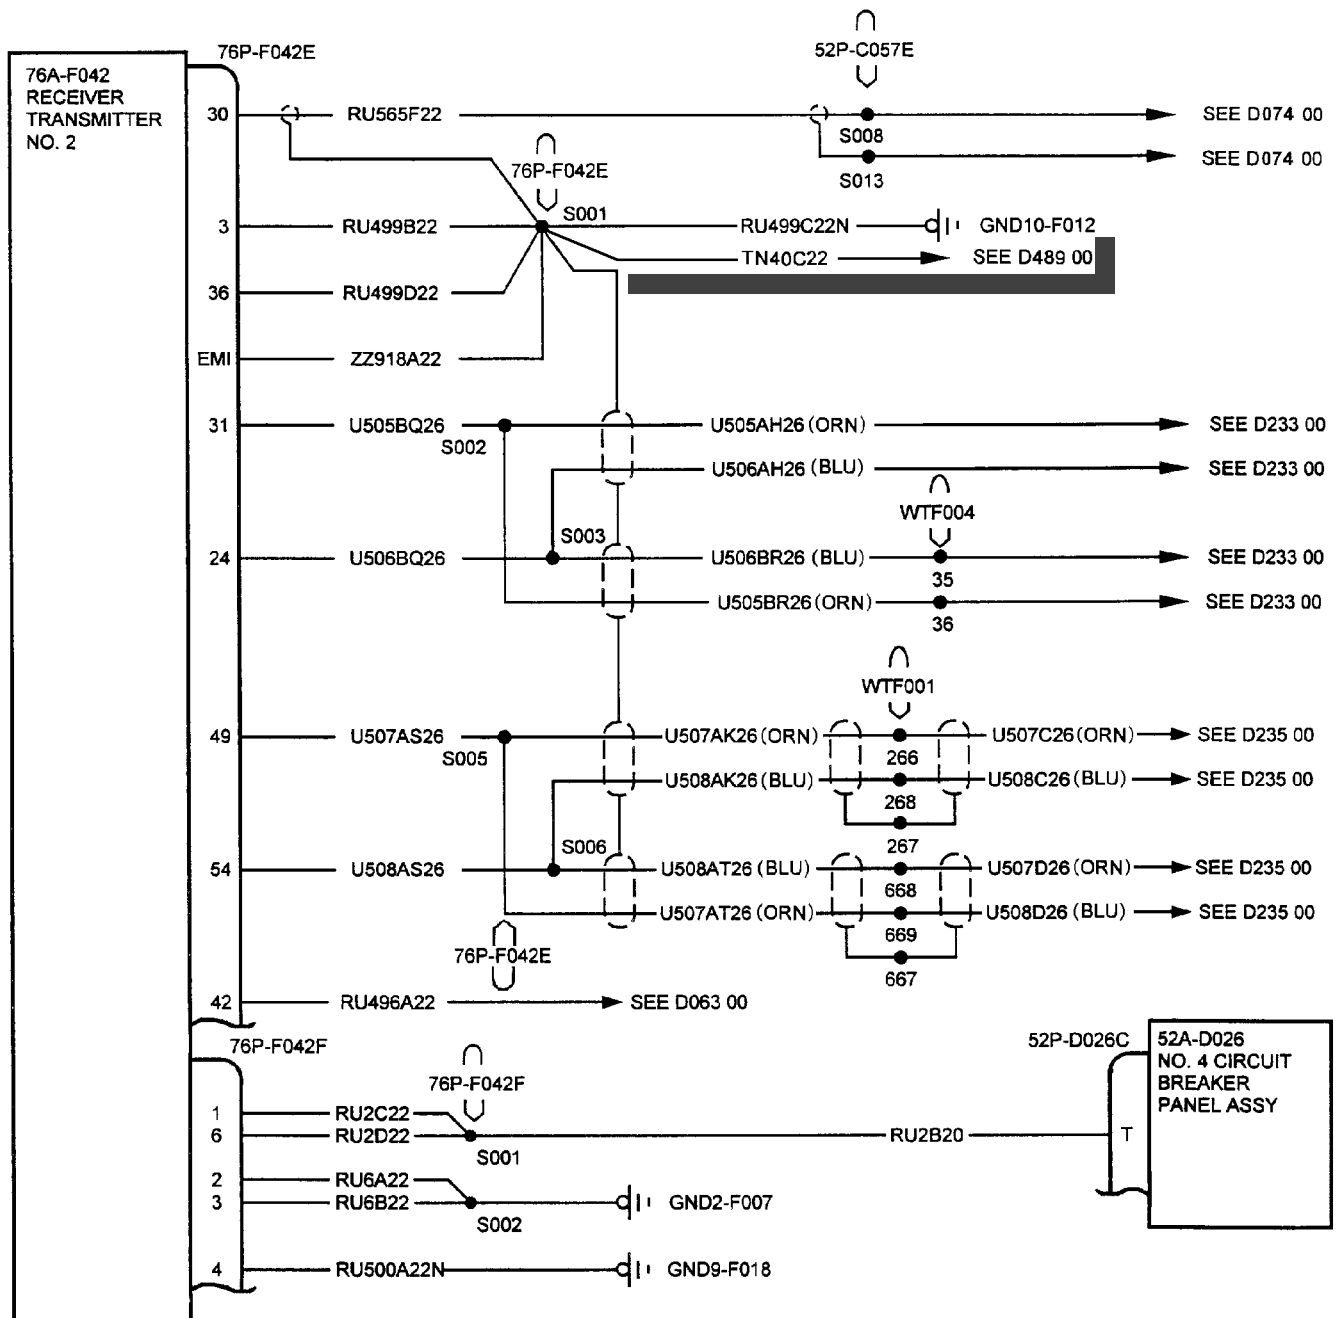 76P-F042E
52P-C057E
76A-F042
RECEIVER
TRANSMITTER
NO. 2
30 RU565F22 S008 SEE D074 00
76P-F042E S013 SEE D074 00
S001
3 RU499B22 RU499C22N GND10-F012
TN40C22 SEE D489 00
36 RU499D22
EMI ZZ918A22
31 U505BQ26 S002 U505AH26 (ORN) SEE D233 00
U506AH26 (BLU) SEE D233 00
WTF004
S003
24 U506BQ26 U506BR26 (BLU) 35 SEE D233 00
U505BR26 (ORN) 36 SEE D233 00
WTF001
49 U507AS26 S005 U507AK26 (ORN) 266 U507C26 (ORN) SEE D235 00
U508AK26 (BLU) 268 U508C26 (BLU) SEE D235 00
267
S006
54 U508AS26 U508AT26 (BLU) 668 U507D26 (ORN) SEE D235 00
U507AT26 (ORN) 669 U508D26 (BLU) SEE D235 00
76P-F042E
667
42 RU496A22 SEE D063 00
76P-F042F
52P-D026C
52A-D026
NO. 4 CIRCUIT
BREAKER
PANEL ASSY
76P-F042F
1 RU2C22
6 RU2D22 S001 RU2B20 T
2 RU6A22
3 RU6B22 S002 GND2-F007
4 RU500A22N GND9-F018